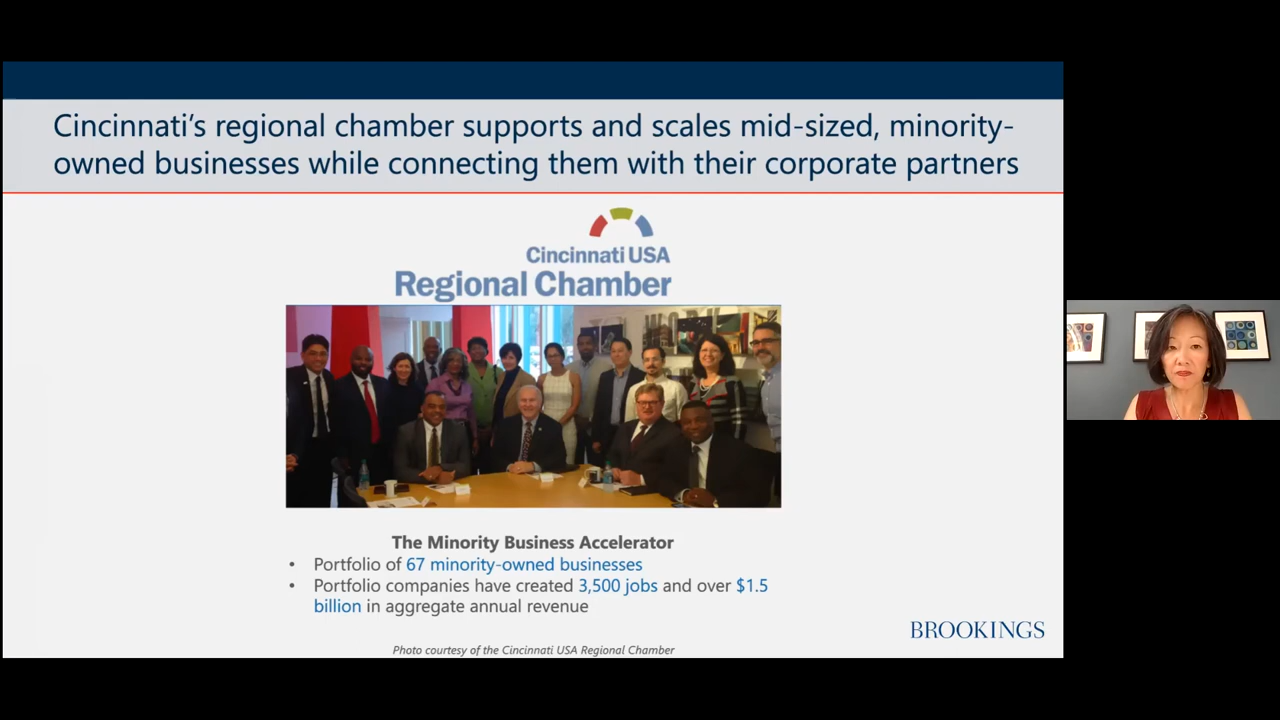 Cincinnati's regional chamber supports and scales mid-sized, minority-
owned businesses while connecting them with their corporate partners
Cincinnati USA
Regional Chamber
The Minority Business Accelerator
• Portfolio of 67 minority-owned businesses
• Portfolio companies have created 3,500 jobs and over $1.5
billion in aggregate annual revenue
BROOKINGS
Photo courtesy of the Cincinnati USA Regional Chamber